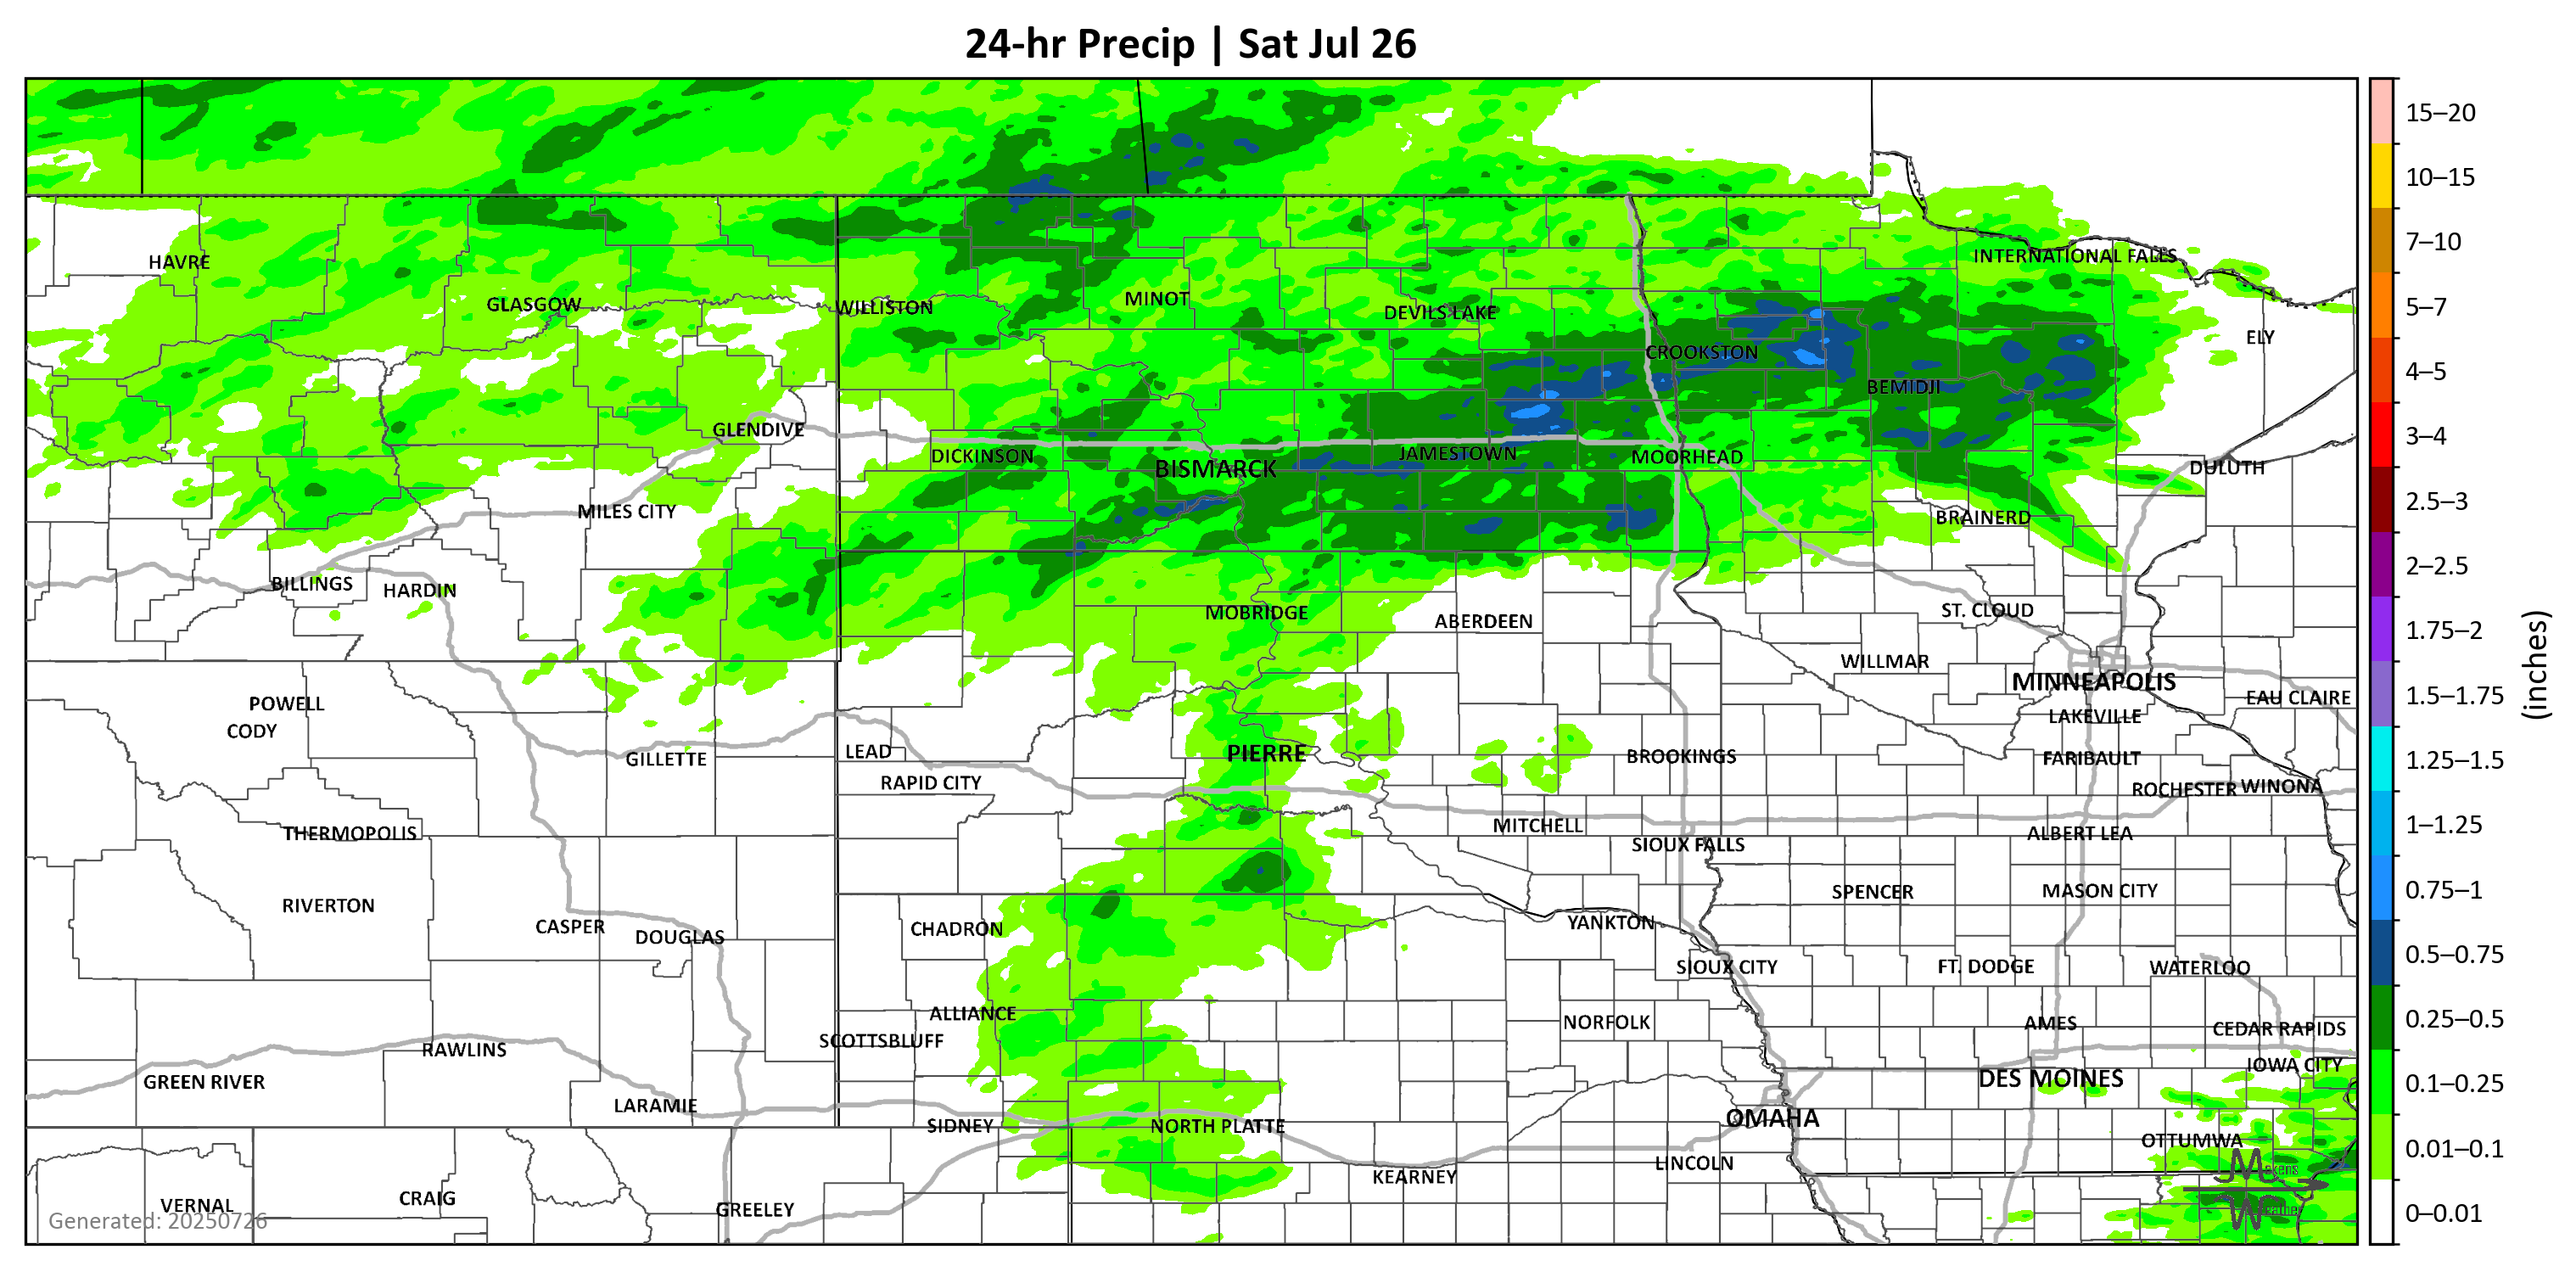 24-hr Precip | Sat Jul 26
15–20
10–15
7–10
5–7
4–5
3–4
2.5–3
2–2.5
1.75–2
1.5–1.75
1.25–1.5
1–1.25
0.75–1
0.5–0.75
0.25–0.5
0.1–0.25
0.01–0.1
0–0.01
(inches)
HAVRE
INTERNATIONAL FALLS
GLASGOW
WILLISTON
MINOT
DEVILS LAKE
ELY
CROOKSTON
BEMIDJI
GLENDIVE
DICKINSON
BISMARCK
JAMESTOWN
MOORHEAD
DULUTH
MILES CITY
BRAINERD
BILLINGS
HARDIN
MOBRIDGE
ABERDEEN
ST. CLOUD
WILLMAR
MINNEAPOLIS
EAU CLAIRE
POWELL
CODY
LAKEVILLE
GILLETTE
LEAD
PIERRE
BROOKINGS
FARIBAULT
RAPID CITY
ROCHESTER
WINONA
THERMOPOLIS
MITCHELL
SIOUX FALLS
ALBERT LEA
RIVERTON
SPENCER
MASON CITY
CASPER
DOUGLAS
CHADRON
YANKTON
SIOUX CITY
FT. DODGE
WATERLOO
ALLIANCE
SCOTTSBLUFF
NORFOLK
AMES
CEDAR RAPIDS
RAWLINS
IOWA CITY
GREEN RIVER
DES MOINES
LARAMIE
SIDNEY
NORTH PLATTE
OMAHA
OTTUMWA
LINCOLN
KEARNEY
VERNAL
CRAIG
GREELEY
Generated: 20250726